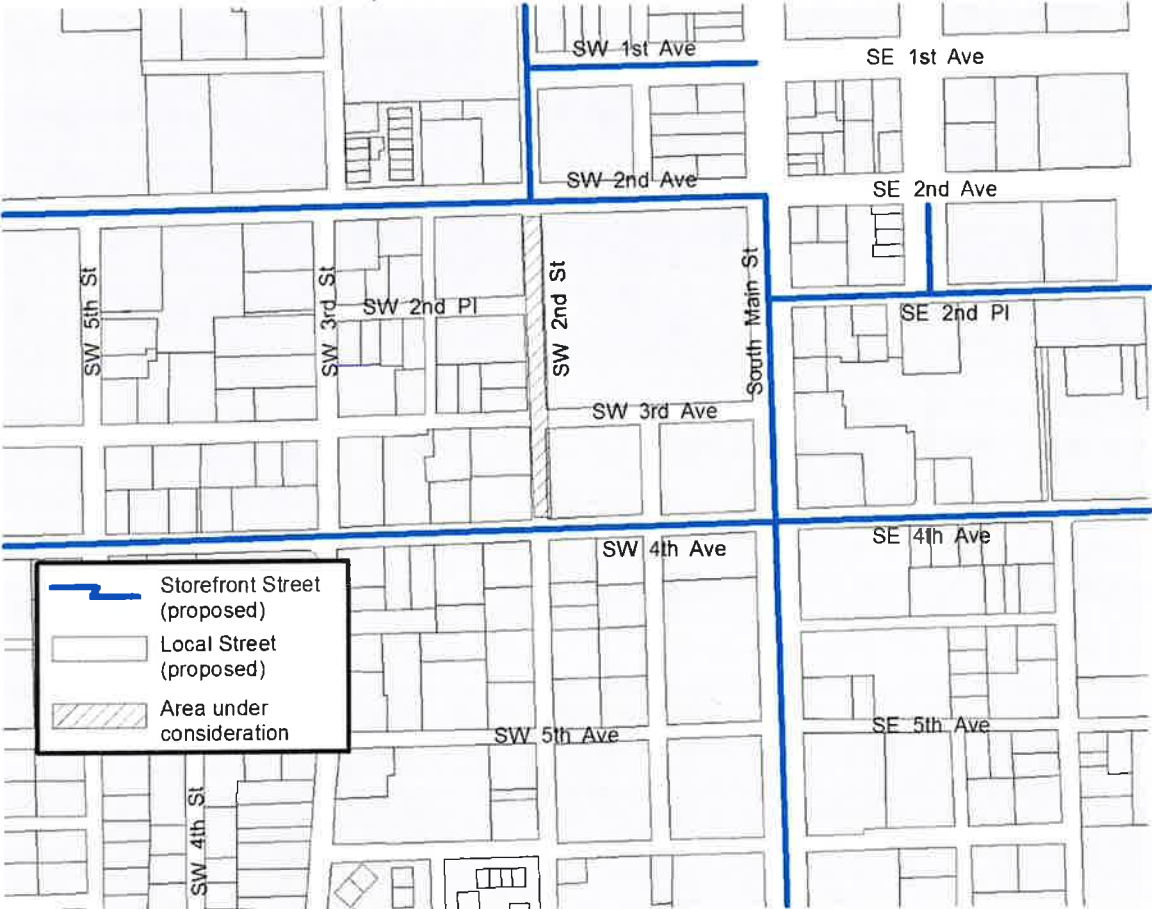 SW 1st Ave
SE 1st Ave
SW 2nd Ave
SE 2nd Ave
SW 5th St
SW 3rd St
SW 2nd Pl
SW 2nd St
South Main St
SE 2nd Pl
SW 3rd Ave
SW 4th Ave
SE 4th Ave
Storefront Street
(proposed)
Local Street
(proposed)
Area under
consideration
SW 5th Ave
SE 5th Ave
SW 4th St